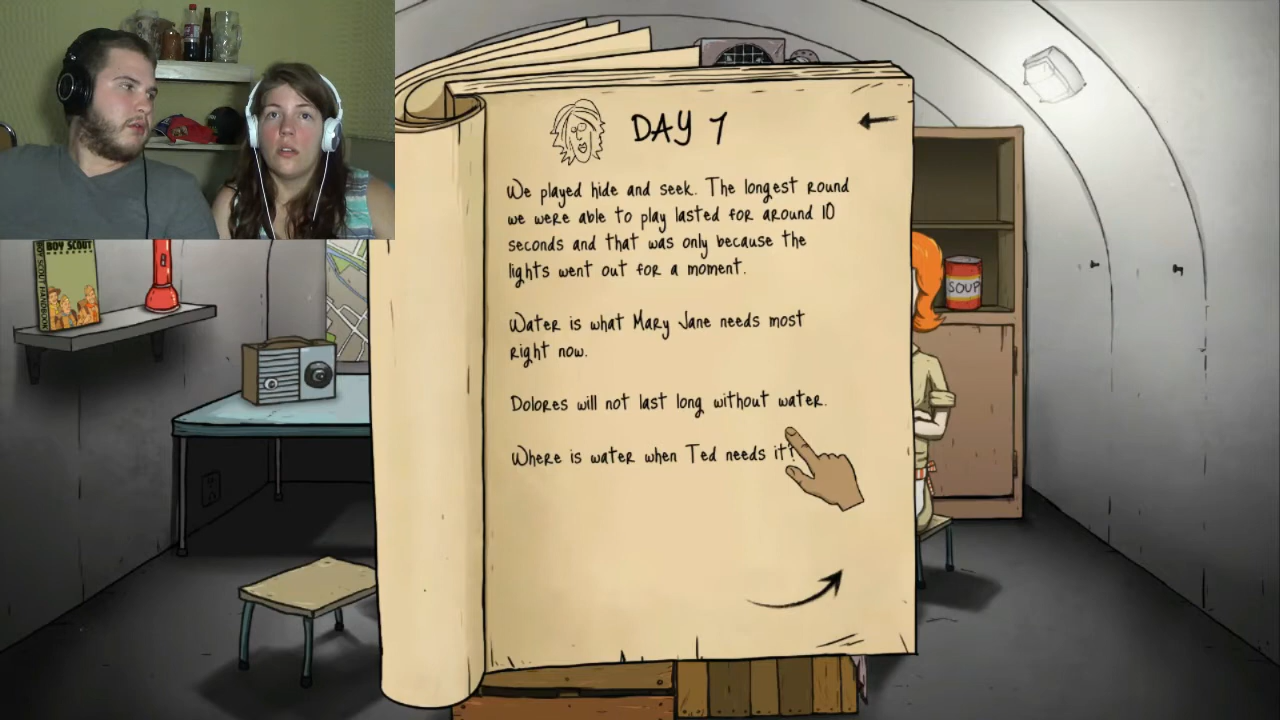 DAY 7
We played hide and seek. The longest round
we were able to play lasted for around 10
seconds and that was only because the
lights went out for a moment.
Water is what Mary Jane needs most
right now.
Dolores will not last long without water.
Where is water when Ted needs it?
BOY SCOUT
BOY SCOUT HANDBOOK
SOUP